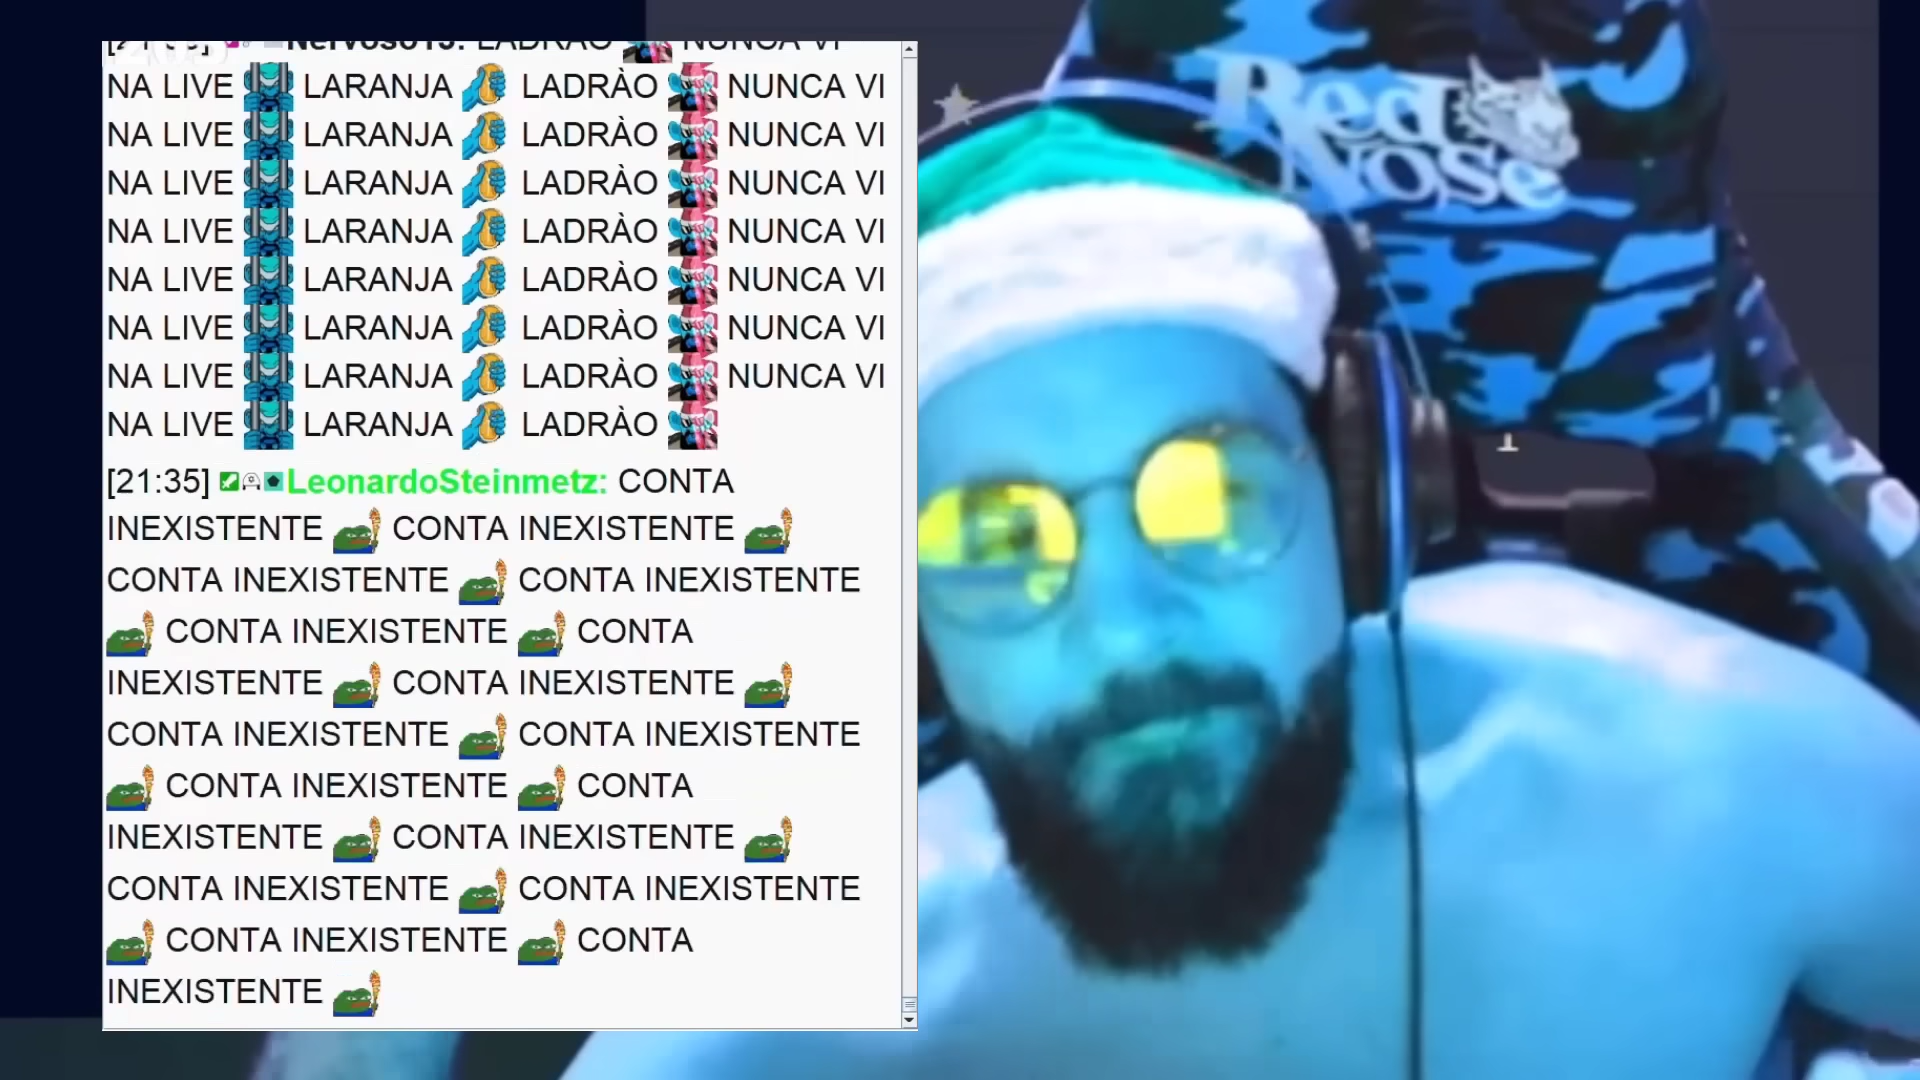 Nervoso13: LADRÀO NUNCA VI
NA LIVE LARANJA LADRÀO NUNCA VI
NA LIVE LARANJA LADRÀO NUNCA VI
NA LIVE LARANJA LADRÀO NUNCA VI
NA LIVE LARANJA LADRÀO NUNCA VI
NA LIVE LARANJA LADRÀO NUNCA VI
NA LIVE LARANJA LADRÀO NUNCA VI
NA LIVE LARANJA LADRÀO NUNCA VI
NA LIVE LARANJA LADRÀO
[21:35] LeonardoSteinmetz: CONTA
INEXISTENTE CONTA INEXISTENTE
CONTA INEXISTENTE CONTA INEXISTENTE
CONTA INEXISTENTE CONTA
INEXISTENTE CONTA INEXISTENTE
CONTA INEXISTENTE CONTA INEXISTENTE
CONTA INEXISTENTE CONTA
INEXISTENTE CONTA INEXISTENTE
CONTA INEXISTENTE CONTA INEXISTENTE
CONTA INEXISTENTE CONTA
INEXISTENTE
Red
Nose